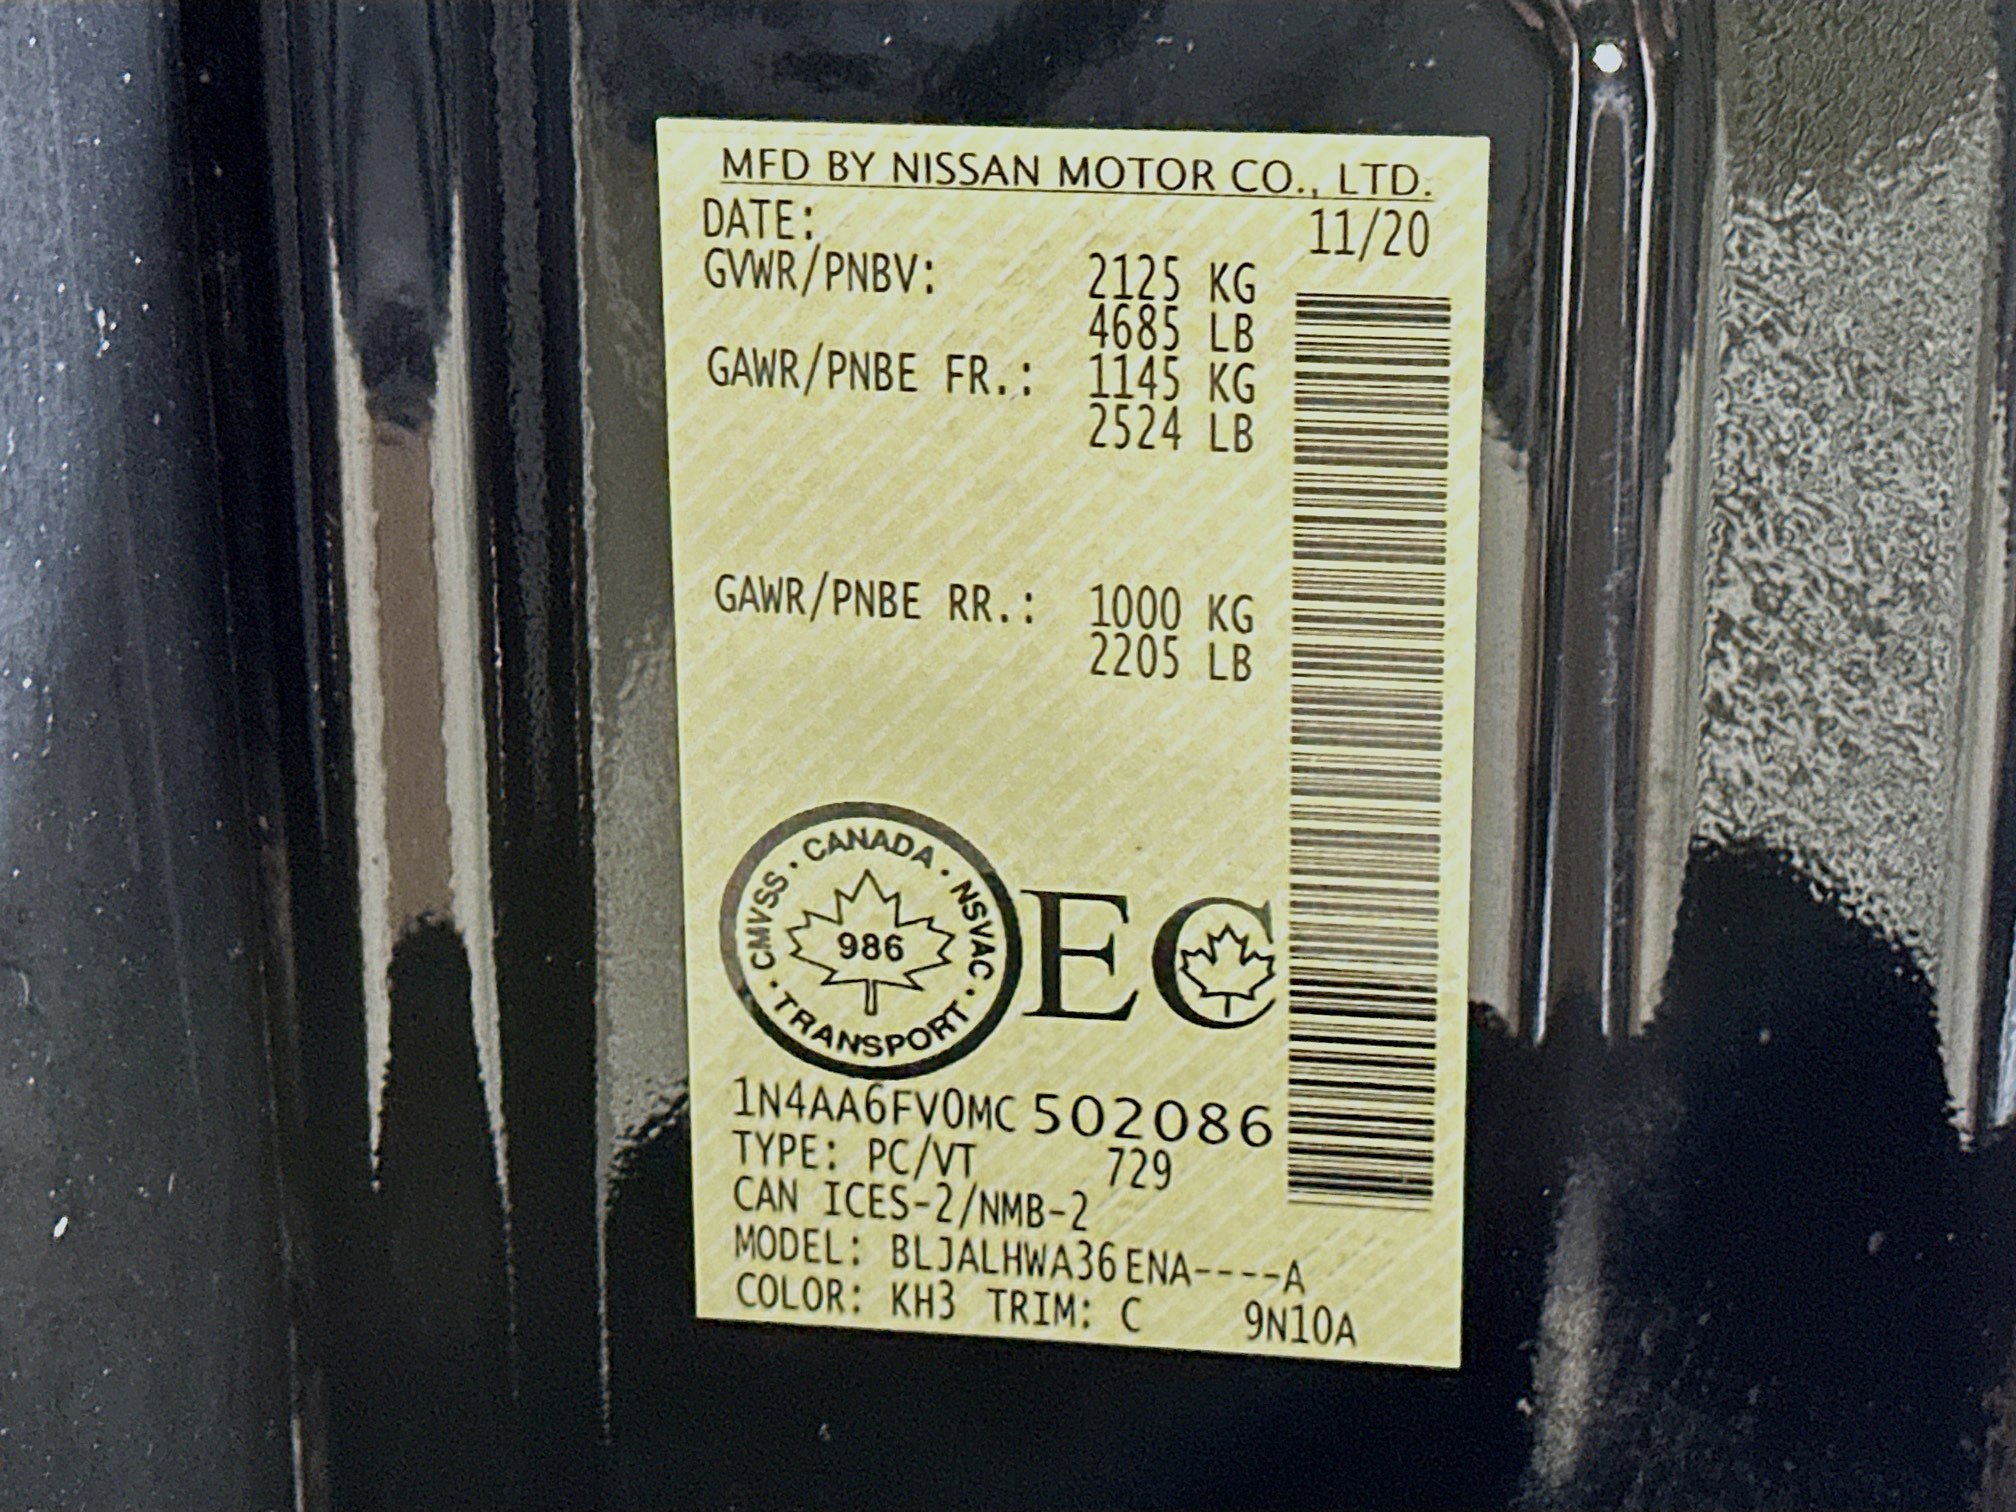 MFD BY NISSAN MOTOR CO., LTD.
DATE: 11/20
GVWR/PNBV: 2125 KG
4685 LB
GAWR/PNBE FR.: 1145 KG
2524 LB
GAWR/PNBE RR.: 1000 KG
2205 LB
CANADA · NSVAC · TRANSPORT · CMVSS ·
986
EC
1N4AA6FV0MC502086
TYPE: PC/VT 729
CAN ICES-2/NMB-2
MODEL: BLJALHWA36ENA----A
COLOR: KH3 TRIM: C 9N10A